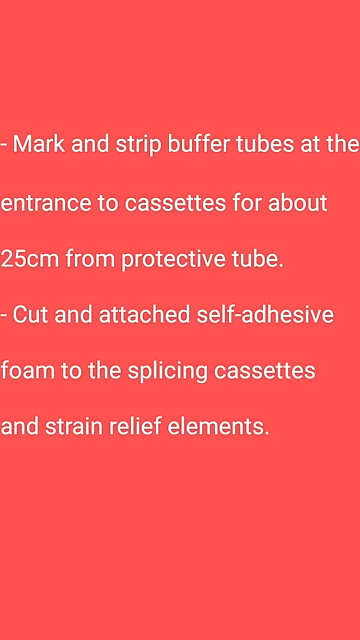 - Mark and strip buffer tubes at the
entrance to cassettes for about
25cm from protective tube.
- Cut and attached self-adhesive
foam to the splicing cassettes
and strain relief elements.